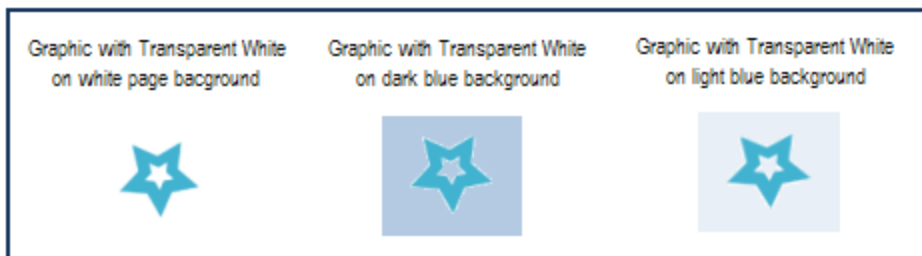 Graphic with Transparent White
on white page bacground
Graphic with Transparent White
on dark blue background
Graphic with Transparent White
on light blue background